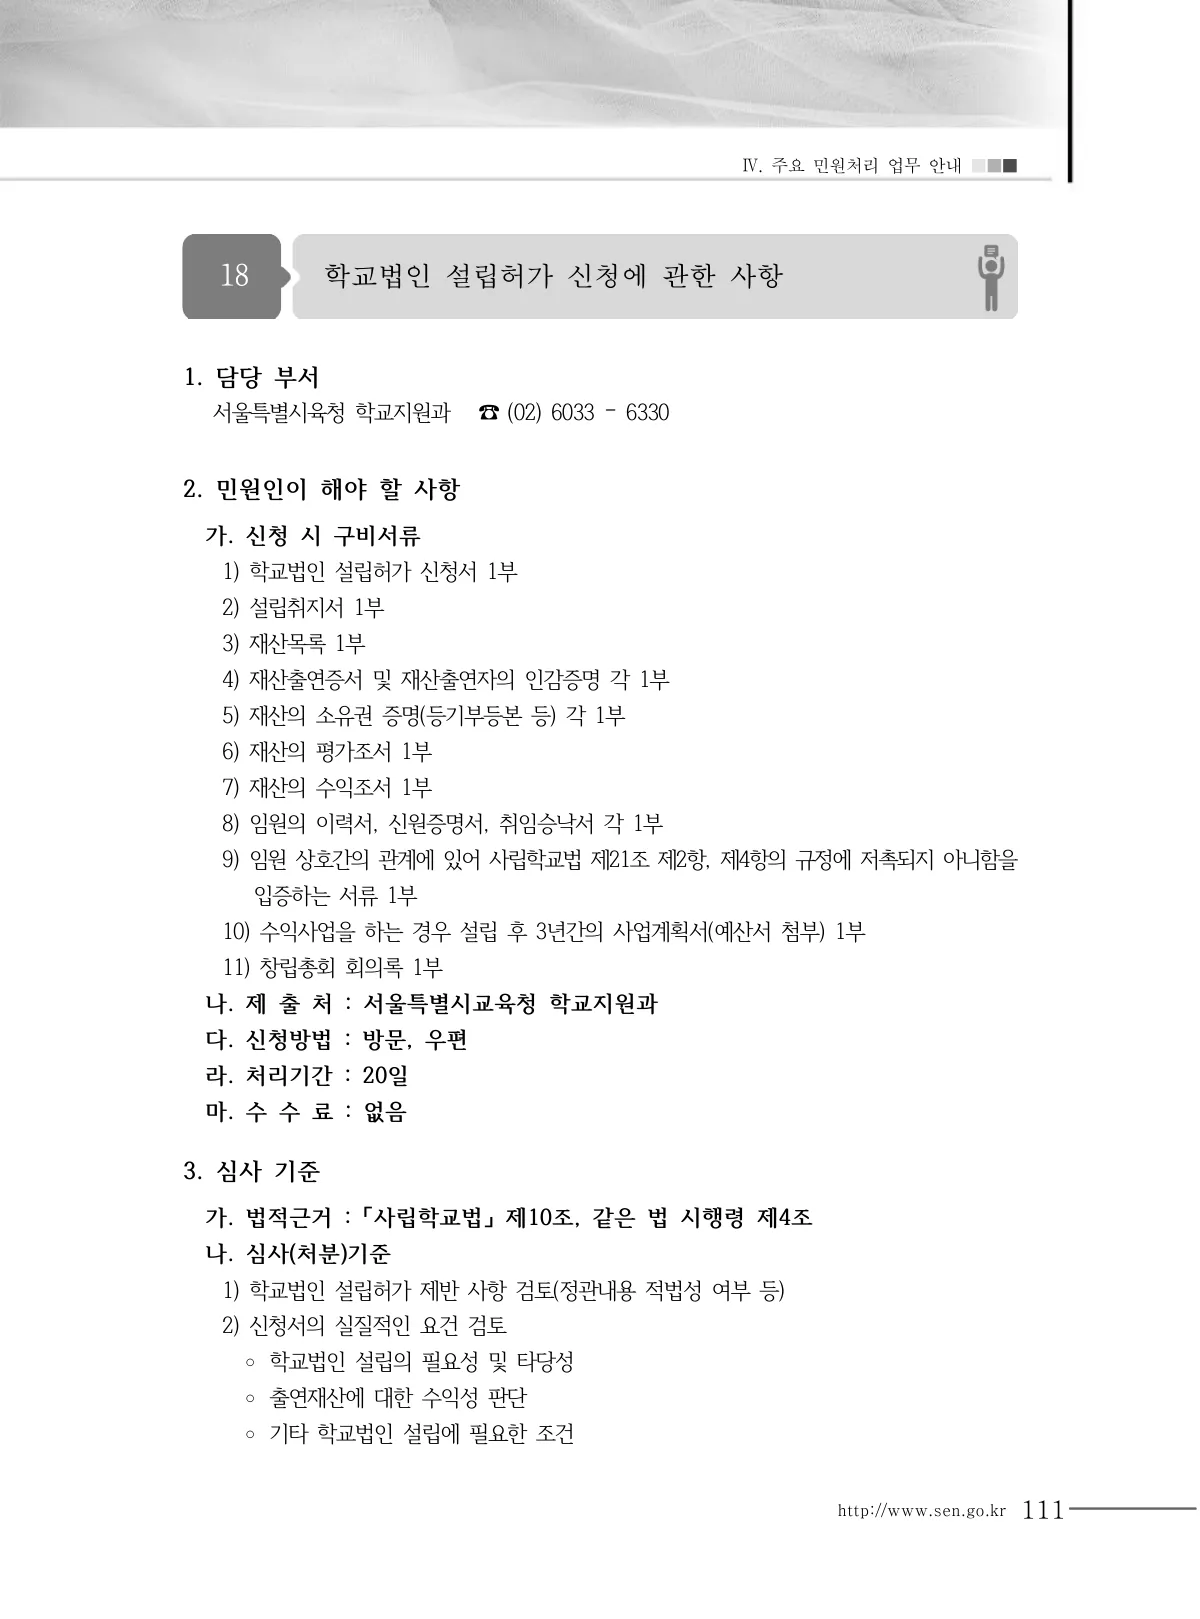 Ⅳ. 주요 민원처리 업무 안내
18 학교법인 설립허가 신청에 관한 사항
1. 담당 부서
서울특별시육청 학교지원과 ☎ (02) 6033 - 6330
2. 민원인이 해야 할 사항
가. 신청 시 구비서류
1) 학교법인 설립허가 신청서 1부
2) 설립취지서 1부
3) 재산목록 1부
4) 재산출연증서 및 재산출연자의 인감증명 각 1부
5) 재산의 소유권 증명(등기부등본 등) 각 1부
6) 재산의 평가조서 1부
7) 재산의 수익조서 1부
8) 임원의 이력서, 신원증명서, 취임승낙서 각 1부
9) 임원 상호간의 관계에 있어 사립학교법 제21조 제2항, 제4항의 규정에 저촉되지 아니함을
입증하는 서류 1부
10) 수익사업을 하는 경우 설립 후 3년간의 사업계획서(예산서 첨부) 1부
11) 창립총회 회의록 1부
나. 제 출 처 : 서울특별시교육청 학교지원과
다. 신청방법 : 방문, 우편
라. 처리기간 : 20일
마. 수 수 료 : 없음
3. 심사 기준
가. 법적근거 : 「사립학교법」 제10조, 같은 법 시행령 제4조
나. 심사(처분)기준
1) 학교법인 설립허가 제반 사항 검토(정관내용 적법성 여부 등)
2) 신청서의 실질적인 요건 검토
◦ 학교법인 설립의 필요성 및 타당성
◦ 출연재산에 대한 수익성 판단
◦ 기타 학교법인 설립에 필요한 조건
http://www.sen.go.kr 111